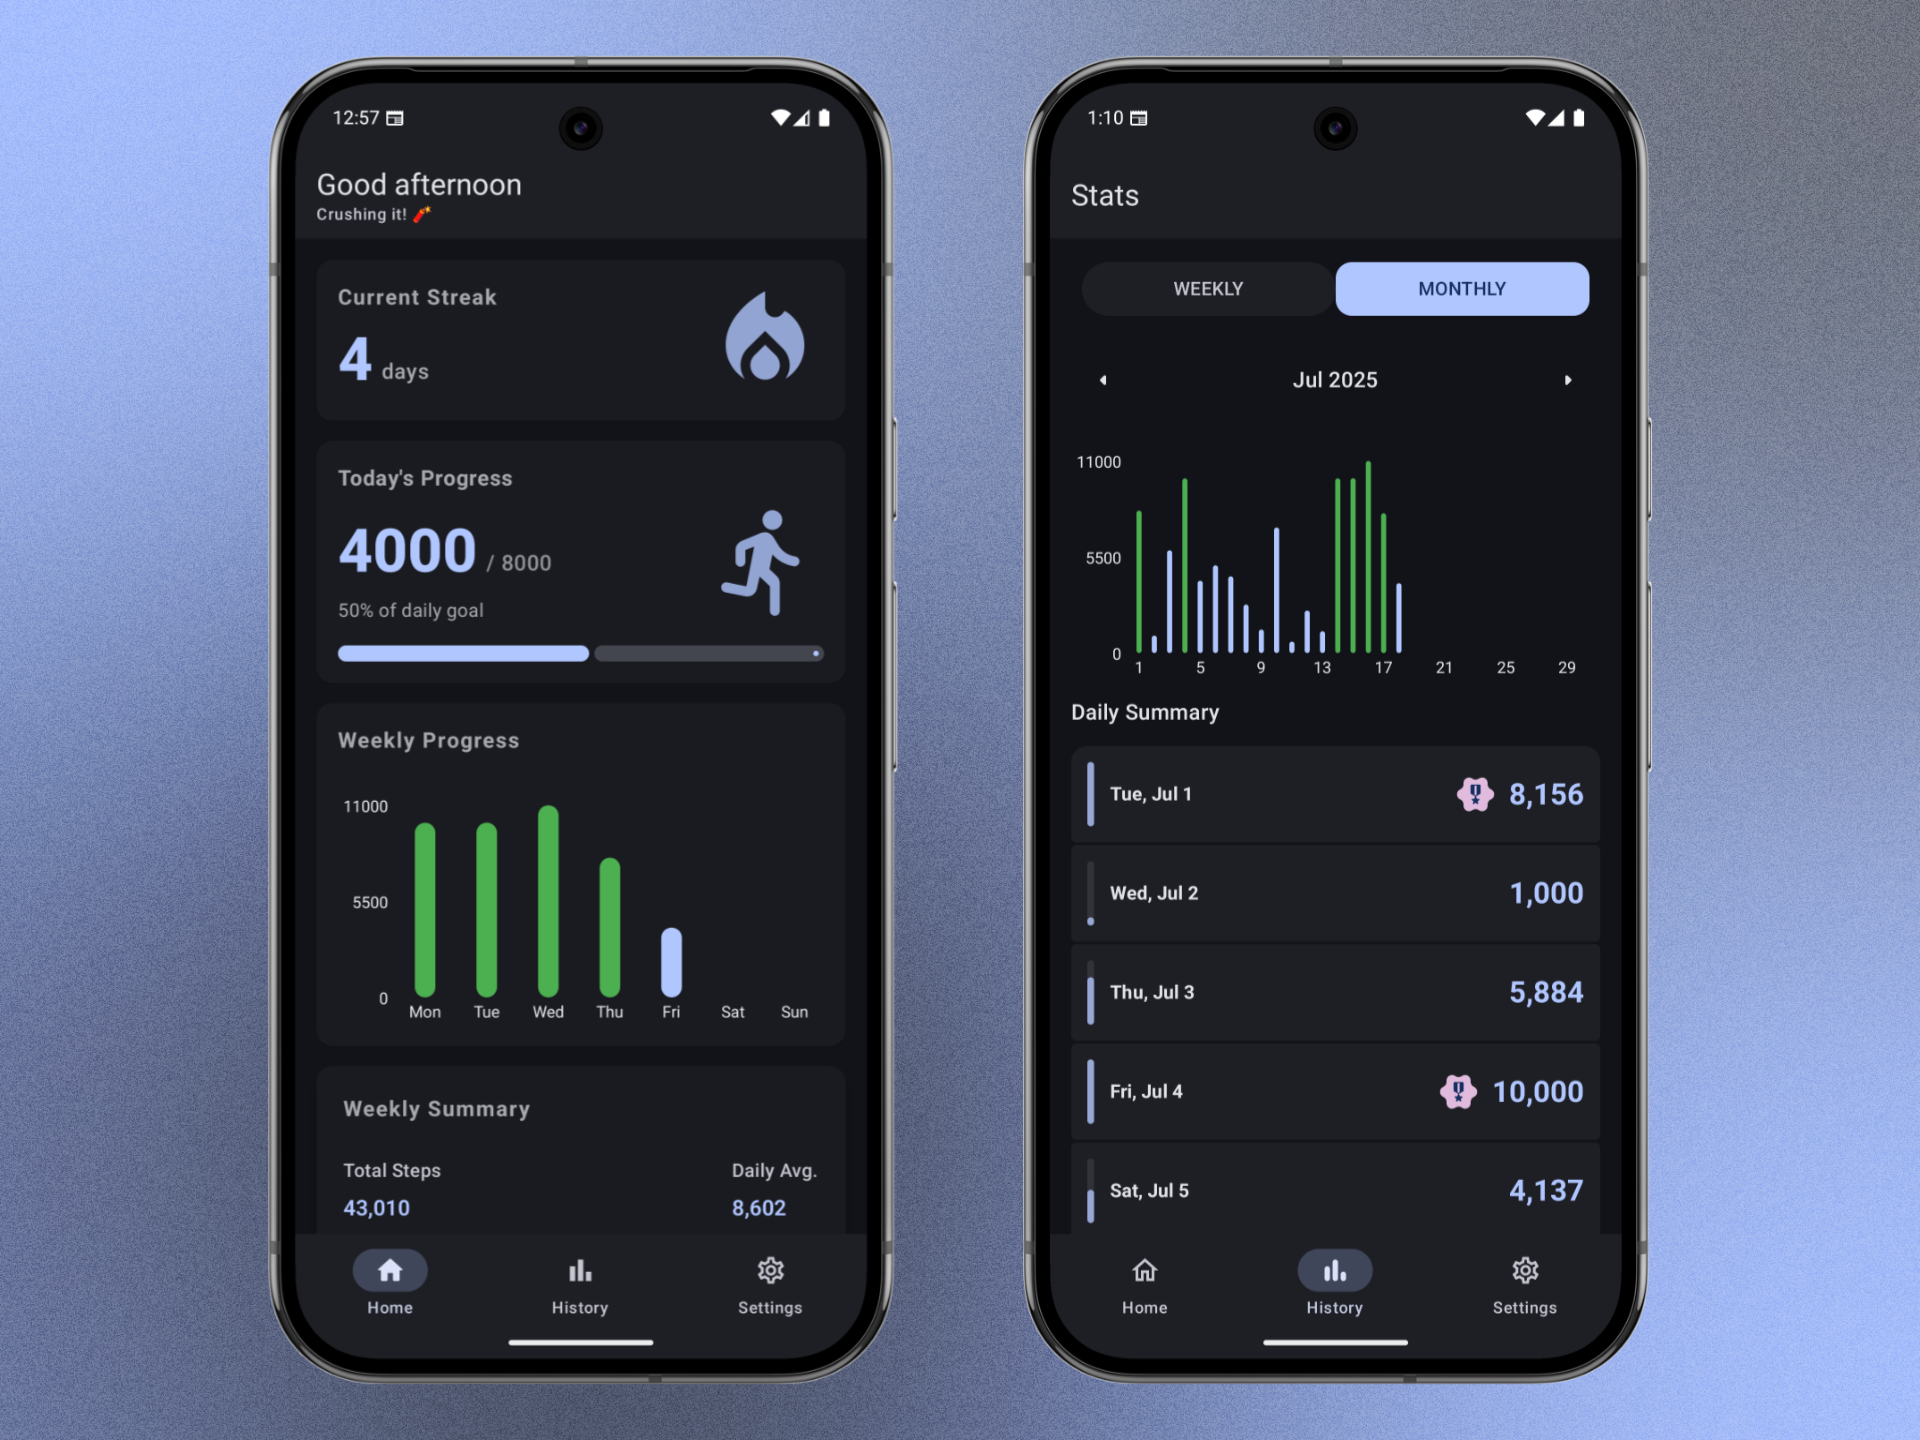 12:57
Good afternoon
Crushing it! 🧨
Current Streak
4 days
Today's Progress
4000 / 8000
50% of daily goal
Weekly Progress
11000
5500
0
Mon Tue Wed Thu Fri Sat Sun
Weekly Summary
Total Steps Daily Avg.
43,010 8,602
Home History Settings
1:10
Stats
WEEKLY MONTHLY
Jul 2025
11000
5500
0
1 5 9 13 17 21 25 29
Daily Summary
Tue, Jul 1 8,156
Wed, Jul 2 1,000
Thu, Jul 3 5,884
Fri, Jul 4 10,000
Sat, Jul 5 4,137
Home History Settings